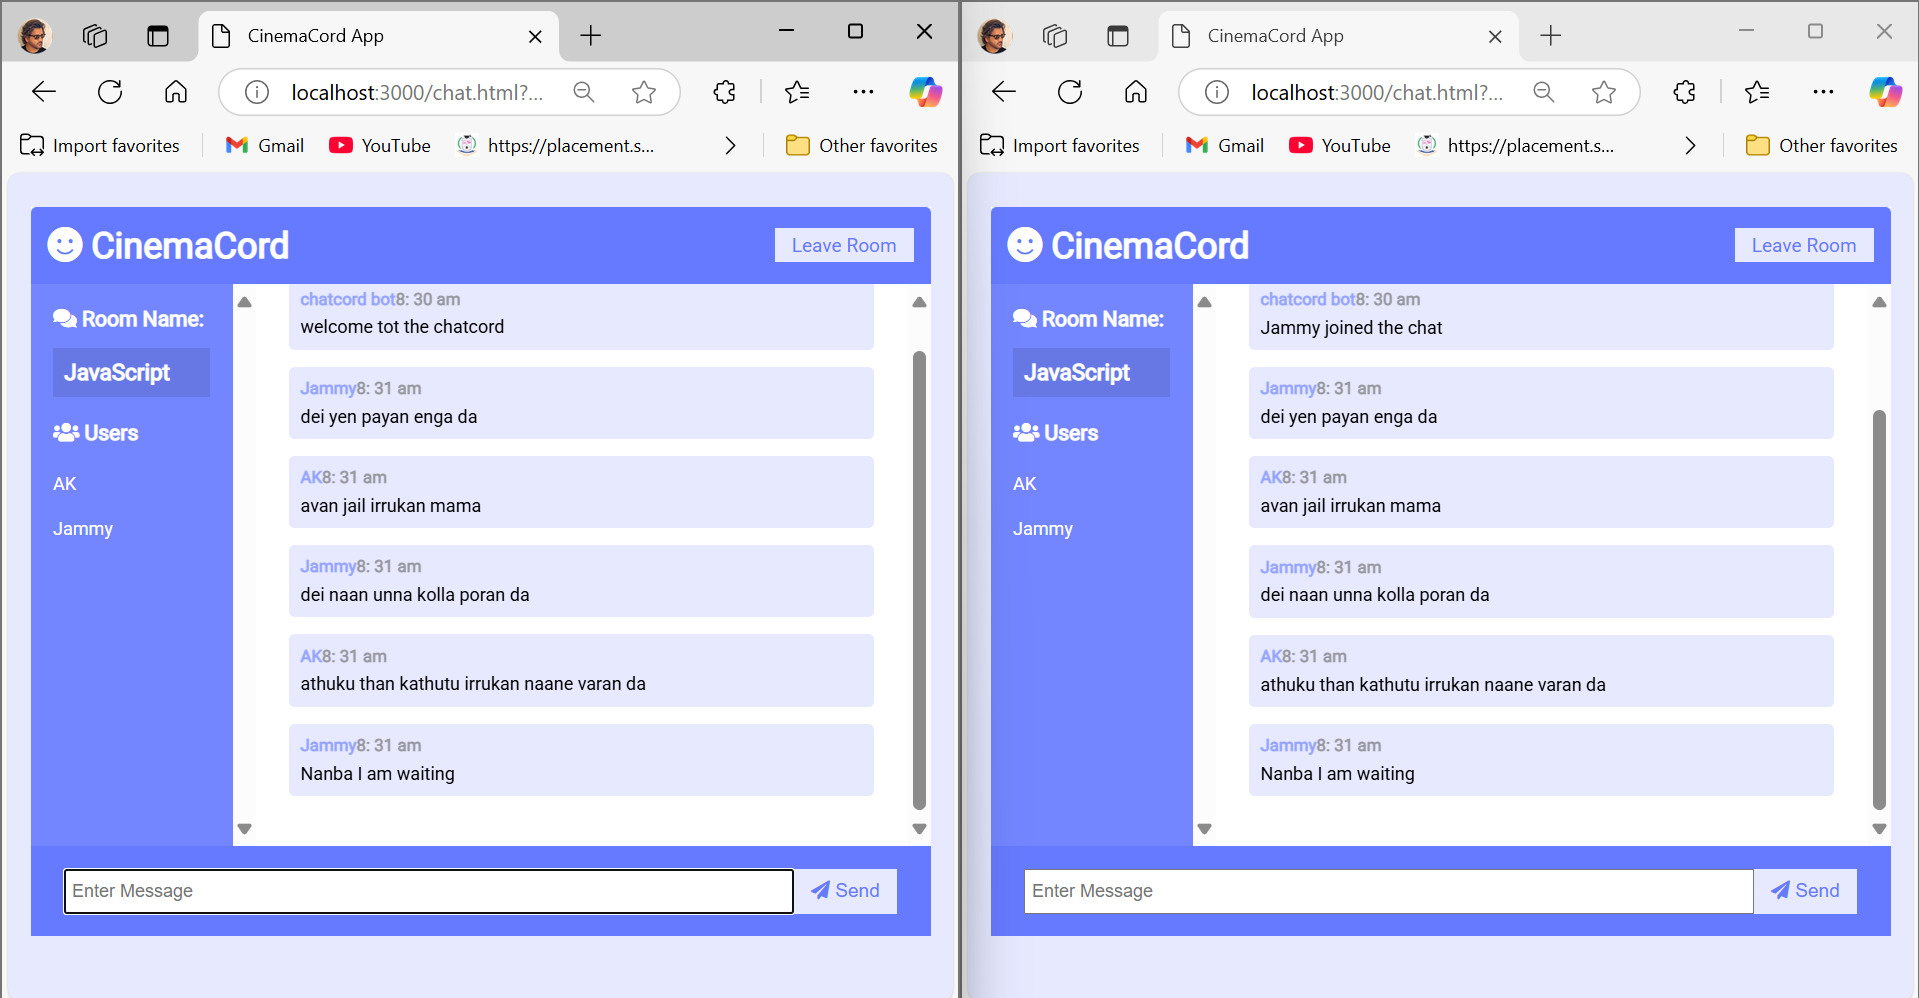 CinemaCord App
localhost:3000/chat.html?...
Import favorites
Gmail
YouTube
https://placement.s...
Other favorites
CinemaCord
Leave Room
Room Name:
JavaScript
Users
AK
Jammy
chatcord bot8: 30 am
welcome tot the chatcord
Jammy8: 31 am
dei yen payan enga da
AK8: 31 am
avan jail irrukan mama
Jammy8: 31 am
dei naan unna kolla poran da
AK8: 31 am
athuku than kathutu irrukan naane varan da
Jammy8: 31 am
Nanba I am waiting
Enter Message
Send
CinemaCord App
localhost:3000/chat.html?...
Import favorites
Gmail
YouTube
https://placement.s...
Other favorites
CinemaCord
Leave Room
Room Name:
JavaScript
Users
AK
Jammy
chatcord bot8: 30 am
Jammy joined the chat
Jammy8: 31 am
dei yen payan enga da
AK8: 31 am
avan jail irrukan mama
Jammy8: 31 am
dei naan unna kolla poran da
AK8: 31 am
athuku than kathutu irrukan naane varan da
Jammy8: 31 am
Nanba I am waiting
Enter Message
Send